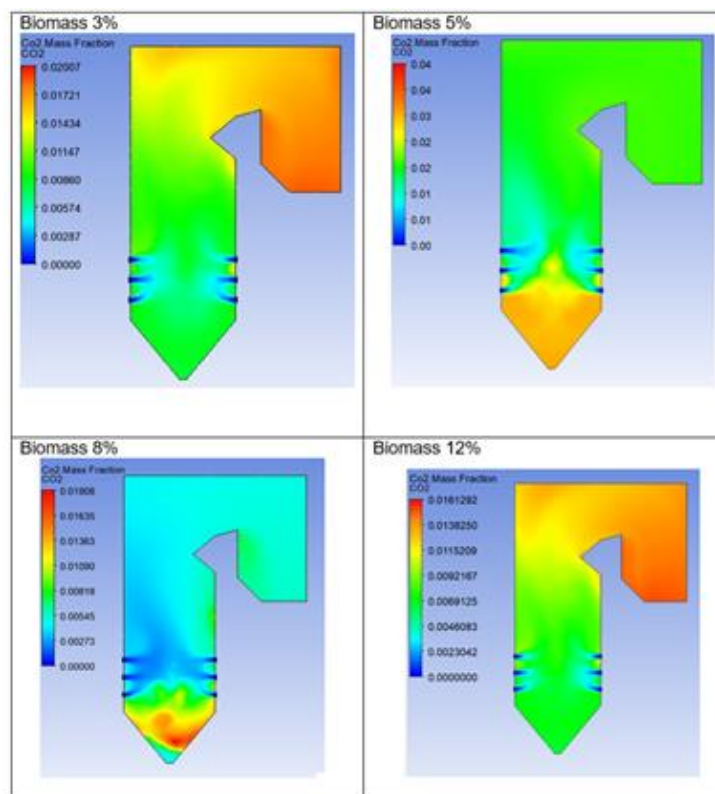 Biomass 3%
Co2.Mass Fraction
CO2
0.02007
0.01721
0.01434
0.01147
0.00860
0.00574
0.00287
0.00000
Biomass 5%
Co2.Mass Fraction
CO2
0.04
0.04
0.03
0.02
0.02
0.01
0.01
0.00
Biomass 8%
Co2.Mass Fraction
CO2
0.01908
0.01635
0.01363
0.01090
0.00818
0.00545
0.00273
0.00000
Biomass 12%
Co2.Mass Fraction
CO2
0.0161292
0.0138250
0.0115209
0.0092167
0.0069125
0.0046083
0.0023042
0.0000000